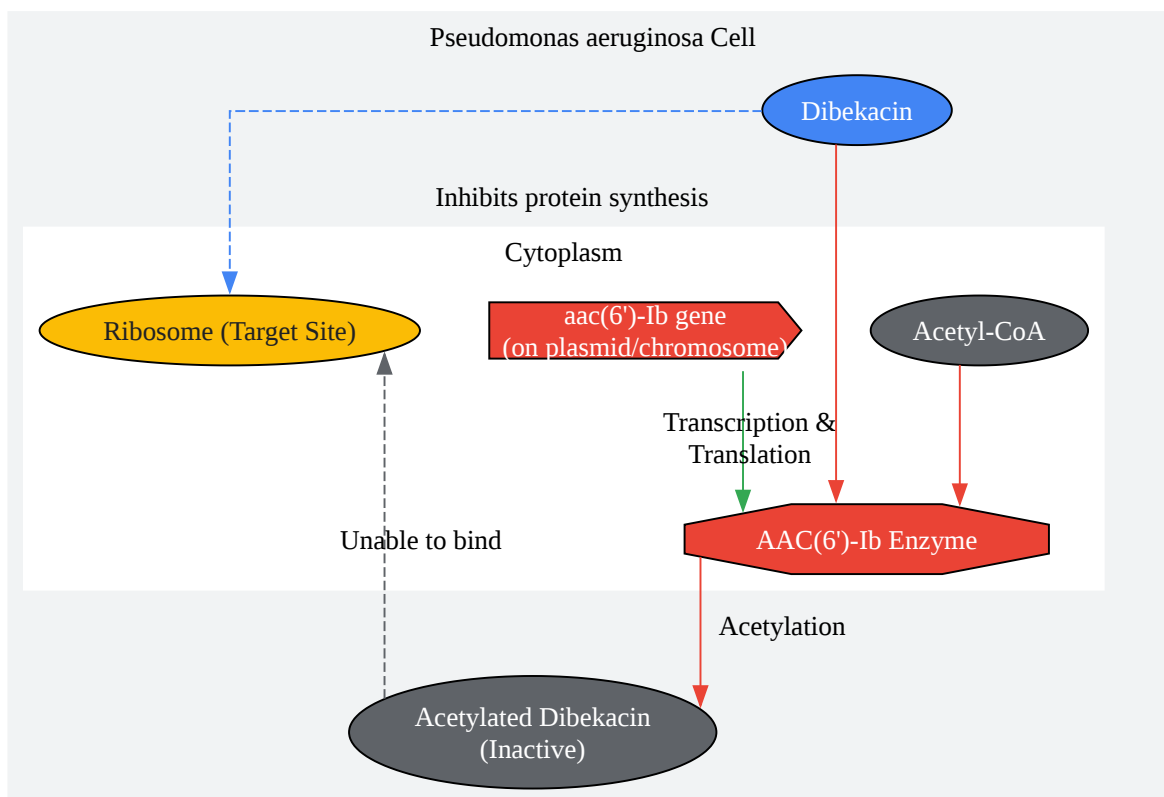 Pseudomonas aeruginosa Cell
Dibekacin
Inhibits protein synthesis
Cytoplasm
Ribosome (Target Site)
aac(6')-Ib gene
(on plasmid/chromosome)
Acetyl-CoA
Transcription &
Translation
Unable to bind
AAC(6')-Ib Enzyme
Acetylation
Acetylated Dibekacin
(Inactive)